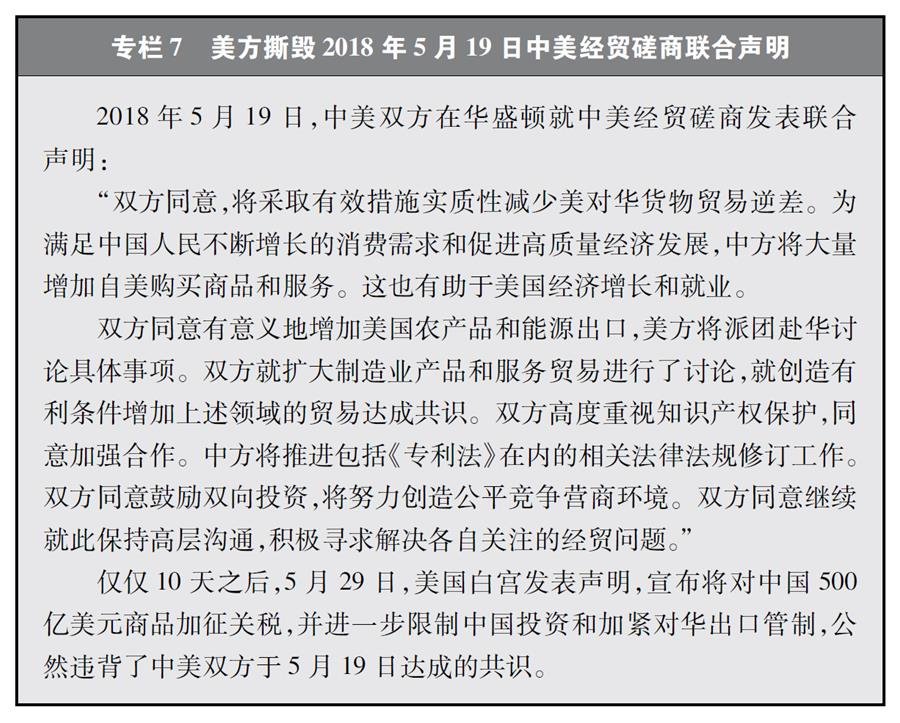 专栏 7 美方撕毁 2018 年 5 月 19 日中美经贸磋商联合声明
2018 年 5 月 19 日,中美双方在华盛顿就中美经贸磋商发表联合
声明:
“双方同意,将采取有效措施实质性减少美对华货物贸易逆差。为
满足中国人民不断增长的消费需求和促进高质量经济发展,中方将大量
增加自美购买商品和服务。这也有助于美国经济增长和就业。
双方同意有意义地增加美国农产品和能源出口,美方将派团赴华讨
论具体事项。双方就扩大制造业产品和服务贸易进行了讨论,就创造有
利条件增加上述领域的贸易达成共识。双方高度重视知识产权保护,同
意加强合作。中方将推进包括《专利法》在内的相关法律法规修订工作。
双方同意鼓励双向投资,将努力创造公平竞争营商环境。双方同意继续
就此保持高层沟通,积极寻求解决各自关注的经贸问题。”
仅仅 10 天之后,5 月 29 日,美国白宫发表声明,宣布将对中国 500
亿美元商品加征关税,并进一步限制中国投资和加紧对华出口管制,公
然违背了中美双方于 5 月 19 日达成的共识。